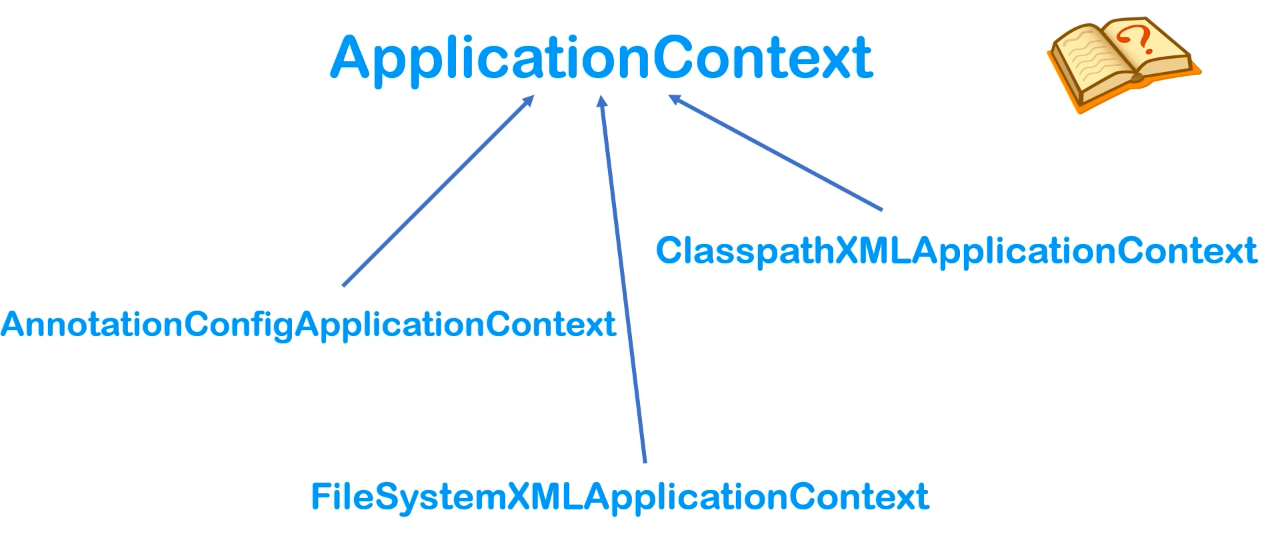 ApplicationContext
ClasspathXMLApplicationContext
AnnotationConfigApplicationContext
FileSystemXMLApplicationContext